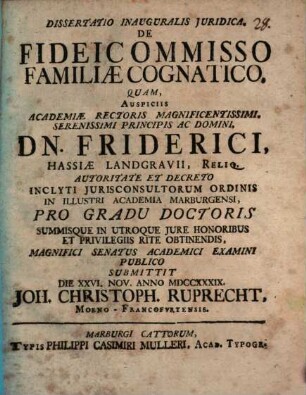 DISSERTATIO INAUGURALIS JURIDICA. 28.
DE
FIDEICOMMISSO
FAMILIÆ COGNATICO.
QUAM,
AUSPICIIS
ACADEMIÆ RECTORIS MAGNIFICENTISSIMI.
SERENISSIMI PRINCIPIS AC DOMINI,
DN. FRIDERICI,
HASSIÆ LANDGRAVII, RELIQ.
AUTORITATE ET DECRETO
INCLYTI JURISCONSULTORUM ORDINIS
IN ILLUSTRI ACADEMIA MARBURGENSI,
PRO GRADU DOCTORIS
SUMMISQUE IN UTROQUE JURE HONORIBUS
ET PRIVILEGIIS RITE OBTINENDIS,
MAGNIFICI SENATUS ACADEMICI EXAMINI
PUBLICO
SUBMITTIT
DIE XXVI. NOV. ANNO MDCCXXXIX.
JOH. CHRISTOPH. RUPRECHT,
MOENO-FRANCOFVRTENSIS.
MARBURGI CATTORUM,
TYPIS PHILIPPI CASIMIRI MULLERI, ACAD. TYPOGR.